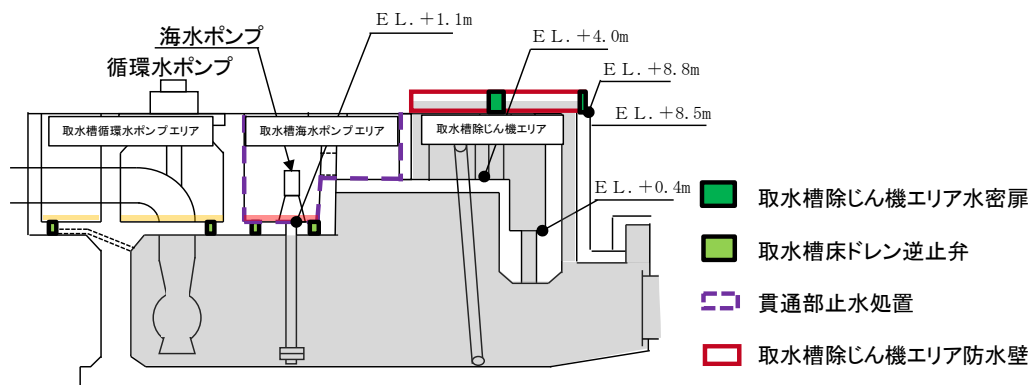 EL.+1.1m
海水ポンプ
循環水ポンプ
EL.+4.0m
EL.+8.8m
EL.+8.5m
取水槽循環水ポンプエリア
取水槽海水ポンプエリア
取水槽除じん機エリア
EL.+0.4m
取水槽除じん機エリア水密扉
取水槽床ドレン逆止弁
貫通部止水処置
取水槽除じん機エリア防水壁